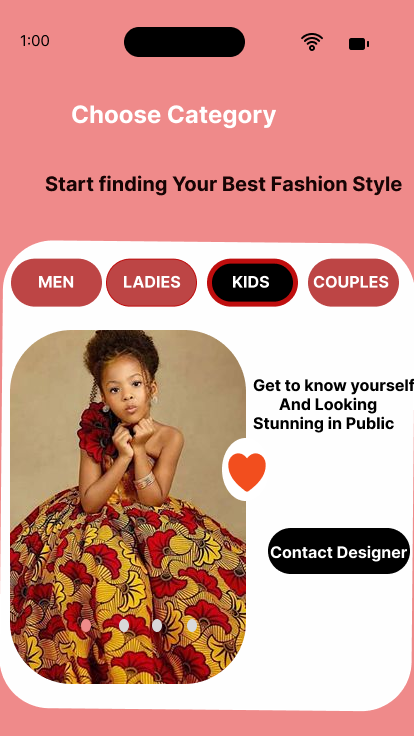 1:00
Choose Category
Start finding Your Best Fashion Style
MEN
LADIES
KIDS
COUPLES
Get to know yourself
And Looking
Stunning in Public
Contact Designer